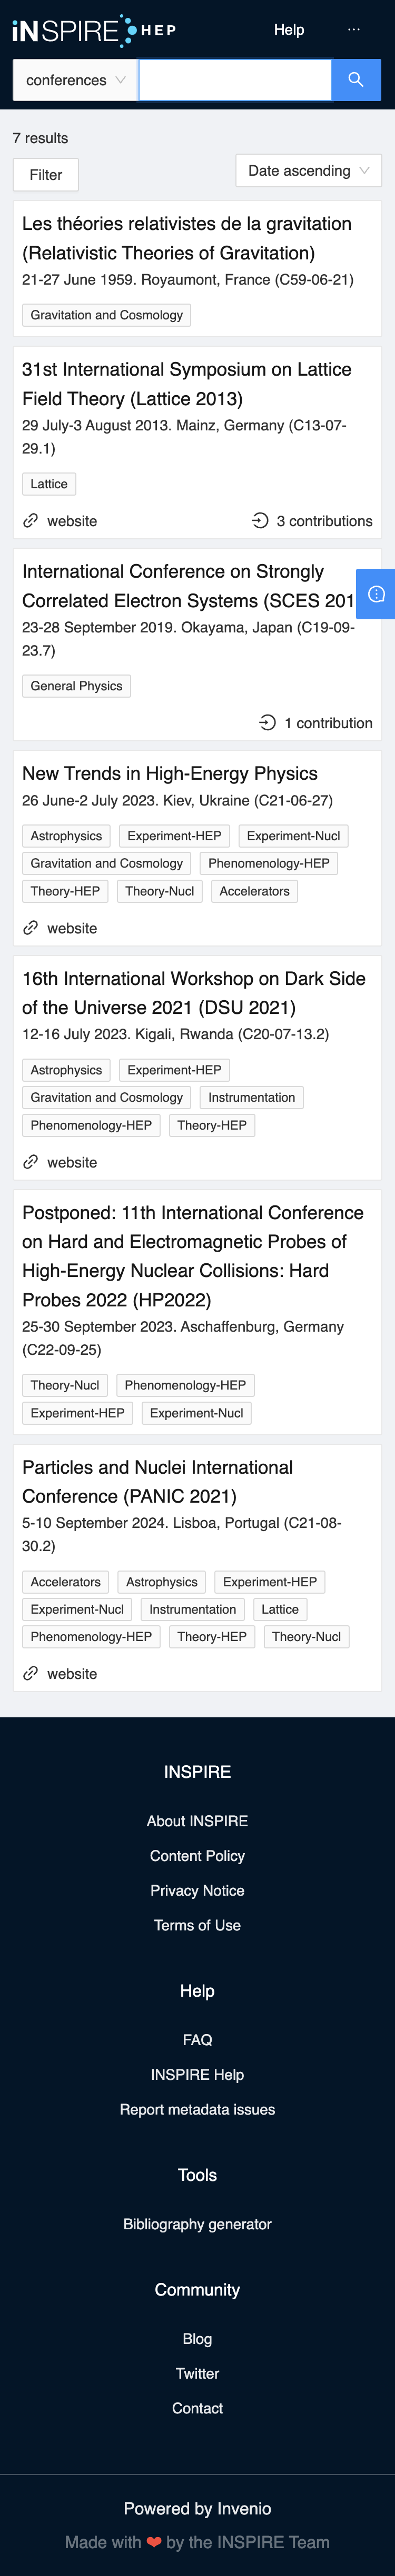 iNSPIRE HEP
Help
···
conferences
7 results
Filter
Date ascending
Les théories relativistes de la gravitation
(Relativistic Theories of Gravitation)
21-27 June 1959. Royaumont, France (C59-06-21)
Gravitation and Cosmology
31st International Symposium on Lattice
Field Theory (Lattice 2013)
29 July-3 August 2013. Mainz, Germany (C13-07-
29.1)
Lattice
website 3 contributions
International Conference on Strongly
Correlated Electron Systems (SCES 201
23-28 September 2019. Okayama, Japan (C19-09-
23.7)
General Physics
1 contribution
New Trends in High-Energy Physics
26 June-2 July 2023. Kiev, Ukraine (C21-06-27)
Astrophysics Experiment-HEP Experiment-Nucl
Gravitation and Cosmology Phenomenology-HEP
Theory-HEP Theory-Nucl Accelerators
website
16th International Workshop on Dark Side
of the Universe 2021 (DSU 2021)
12-16 July 2023. Kigali, Rwanda (C20-07-13.2)
Astrophysics Experiment-HEP
Gravitation and Cosmology Instrumentation
Phenomenology-HEP Theory-HEP
website
Postponed: 11th International Conference
on Hard and Electromagnetic Probes of
High-Energy Nuclear Collisions: Hard
Probes 2022 (HP2022)
25-30 September 2023. Aschaffenburg, Germany
(C22-09-25)
Theory-Nucl Phenomenology-HEP
Experiment-HEP Experiment-Nucl
Particles and Nuclei International
Conference (PANIC 2021)
5-10 September 2024. Lisboa, Portugal (C21-08-
30.2)
Accelerators Astrophysics Experiment-HEP
Experiment-Nucl Instrumentation Lattice
Phenomenology-HEP Theory-HEP Theory-Nucl
website
INSPIRE
About INSPIRE
Content Policy
Privacy Notice
Terms of Use
Help
FAQ
INSPIRE Help
Report metadata issues
Tools
Bibliography generator
Community
Blog
Twitter
Contact
Powered by Invenio
Made with ❤ by the INSPIRE Team